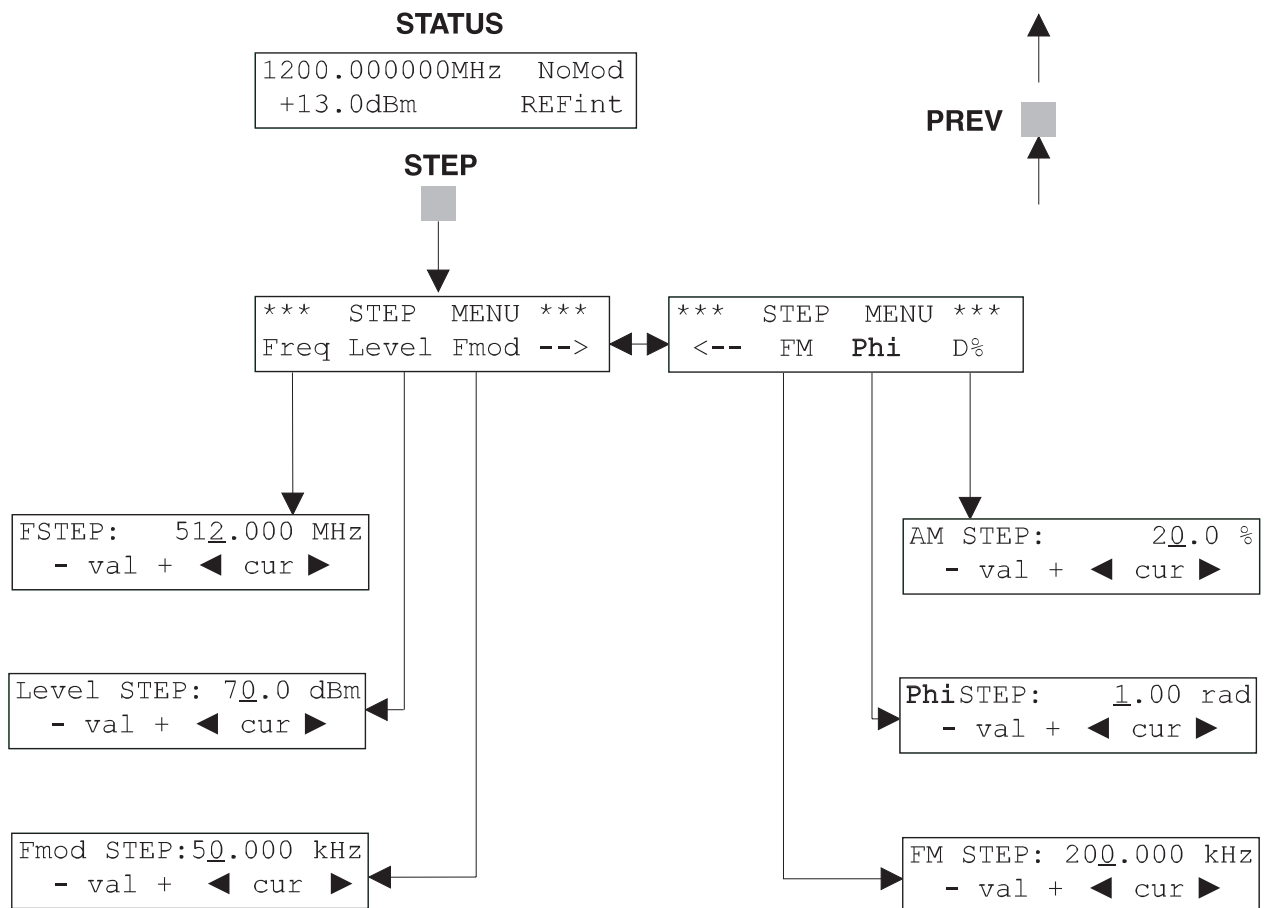 STATUS
1200.000000MHz NoMod
+13.0dBm REFint
PREV
STEP
*** STEP MENU ***
Freq Level Fmod -->
*** STEP MENU ***
<-- FM Phi D%
FSTEP: 512.000 MHz
- val + ◀ cur ▶
AM STEP: 20.0 %
- val + ◀ cur ▶
Level STEP: 70.0 dBm
- val + ◀ cur ▶
PhiSTEP: 1.00 rad
- val + ◀ cur ▶
Fmod STEP:50.000 kHz
- val + ◀ cur ▶
FM STEP: 200.000 kHz
- val + ◀ cur ▶